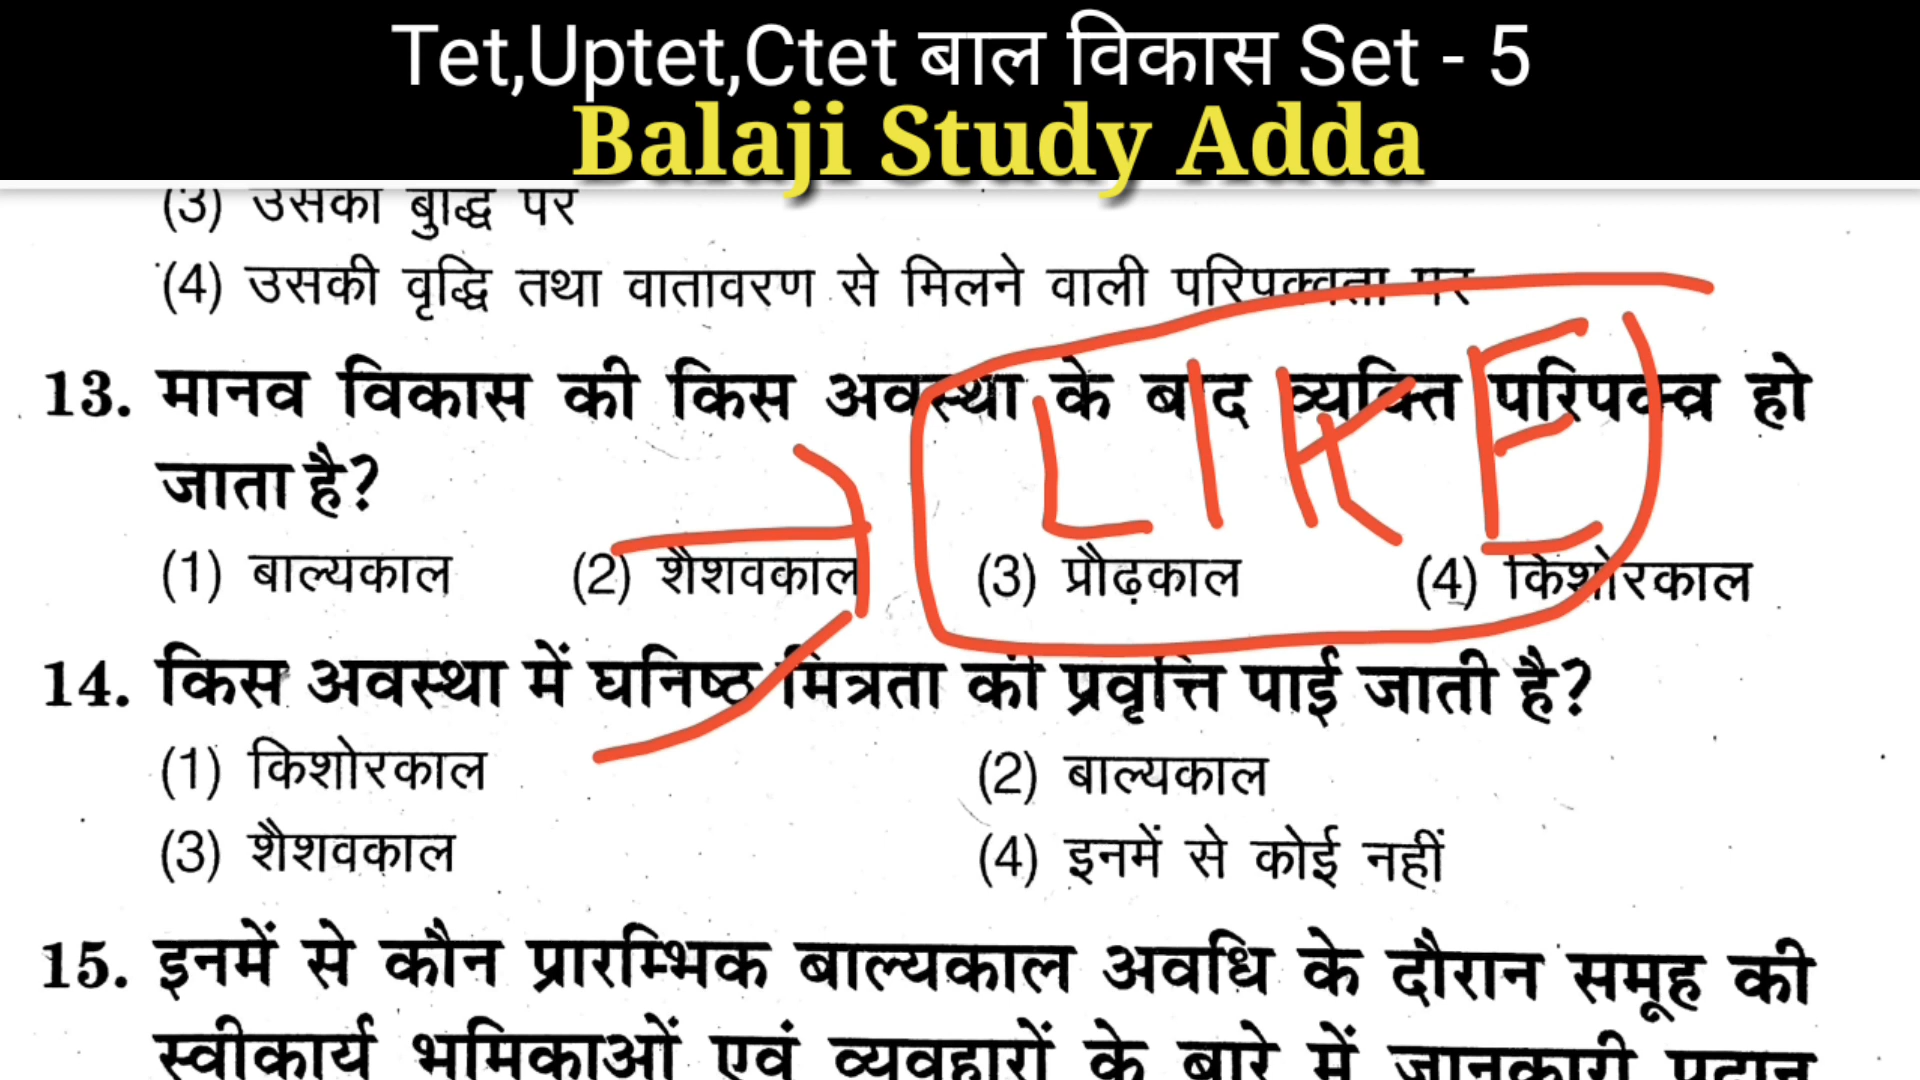 Tet,Uptet,Ctet बाल विकास Set - 5
Balaji Study Adda
(3) उसकी बुद्धि पर
(4) उसकी वृद्धि तथा वातावरण से मिलने वाली परिपक्वता पर
13. मानव विकास की किस अवस्था के बाद व्यक्ति परिपक्व हो
जाता है?
LIKE
(1) बाल्यकाल (2) शैशवकाल (3) प्रौढ़काल (4) किशोरकाल
14. किस अवस्था में घनिष्ठ मित्रता की प्रवृत्ति पाई जाती है?
(1) किशोरकाल (2) बाल्यकाल
(3) शैशवकाल (4) इनमें से कोई नहीं
15. इनमें से कौन प्रारम्भिक बाल्यकाल अवधि के दौरान समूह की
स्वीकार्य भूमिकाओं एवं व्यवहारों के बारे में जानकारी प्रदान